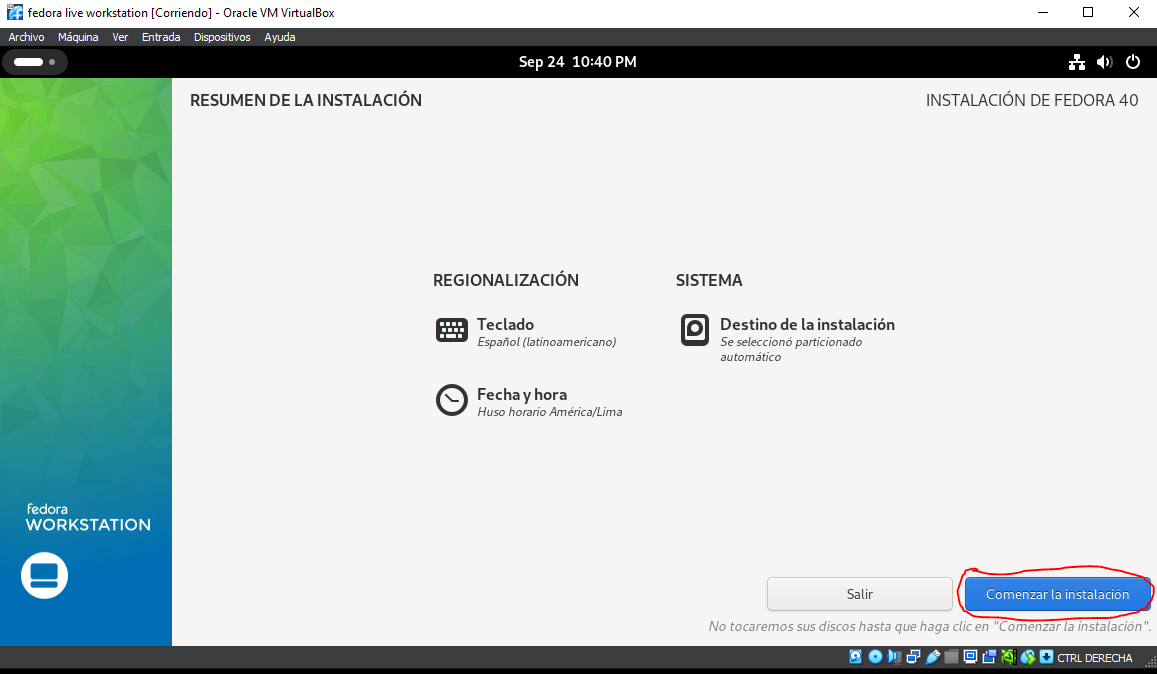 fedora live workstation [Corriendo] - Oracle VM VirtualBox
Archivo Máquina Ver Entrada Dispositivos Ayuda
Sep 24 10:40 PM
RESUMEN DE LA INSTALACIÓN
INSTALACIÓN DE FEDORA 40
REGIONALIZACIÓN
SISTEMA
Teclado
Español (latinoamericano)
Destino de la instalación
Se seleccionó particionado
automático
Fecha y hora
Huso horario América/Lima
fedora
WORKSTATION
Salir
Comenzar la instalación
No tocaremos sus discos hasta que haga clic en "Comenzar la instalación".
CTRL DERECHA